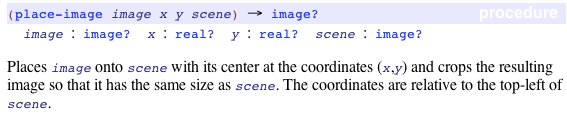 (place-image image x y scene) → image? procedure
image : image? x : real? y : real? scene : image?
Places image onto scene with its center at the coordinates (x,y) and crops the resulting
image so that it has the same size as scene. The coordinates are relative to the top-left of
scene.